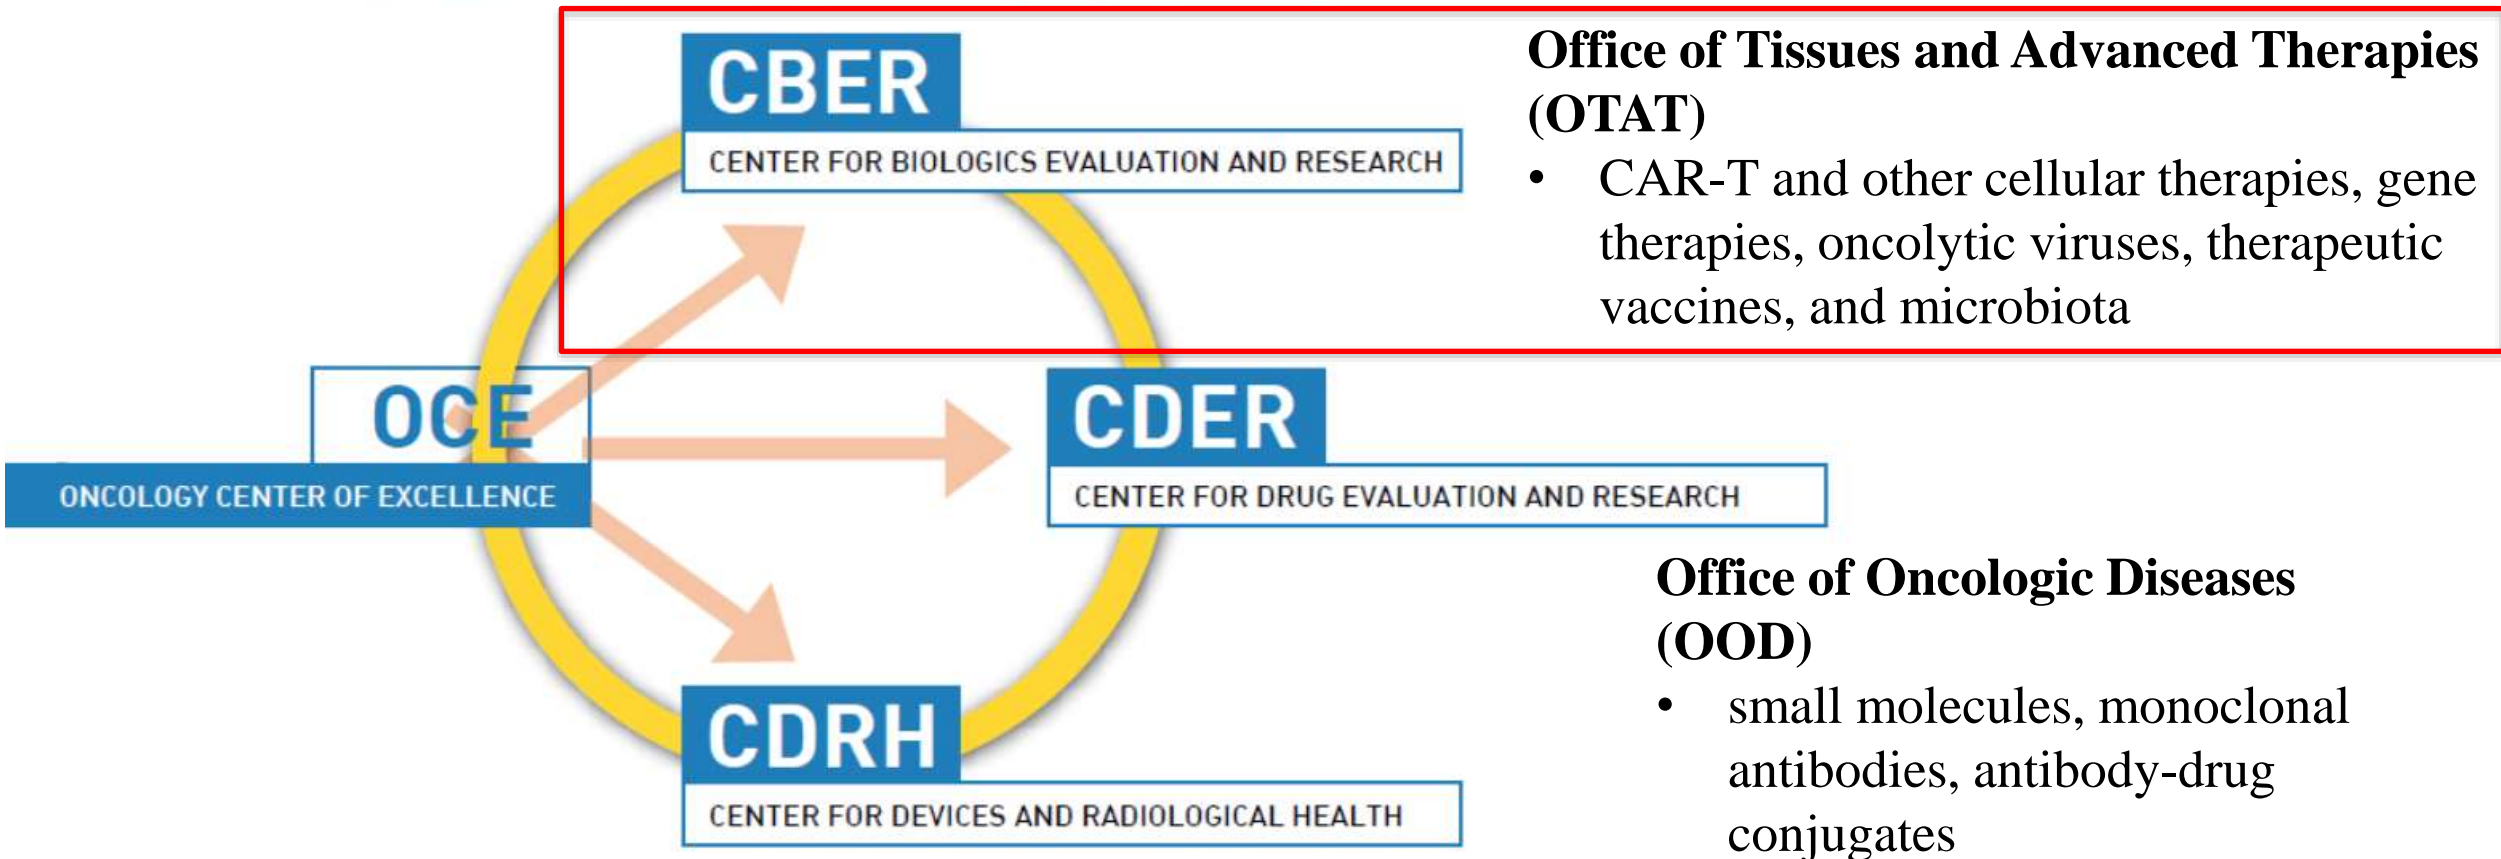 CBER
CENTER FOR BIOLOGICS EVALUATION AND RESEARCH
Office of Tissues and Advanced Therapies
(OTAT)
• CAR-T and other cellular therapies, gene
therapies, oncolytic viruses, therapeutic
vaccines, and microbiota
OCE
ONCOLOGY CENTER OF EXCELLENCE
CDER
CENTER FOR DRUG EVALUATION AND RESEARCH
Office of Oncologic Diseases
(OOD)
• small molecules, monoclonal
antibodies, antibody-drug
conjugates
CDRH
CENTER FOR DEVICES AND RADIOLOGICAL HEALTH